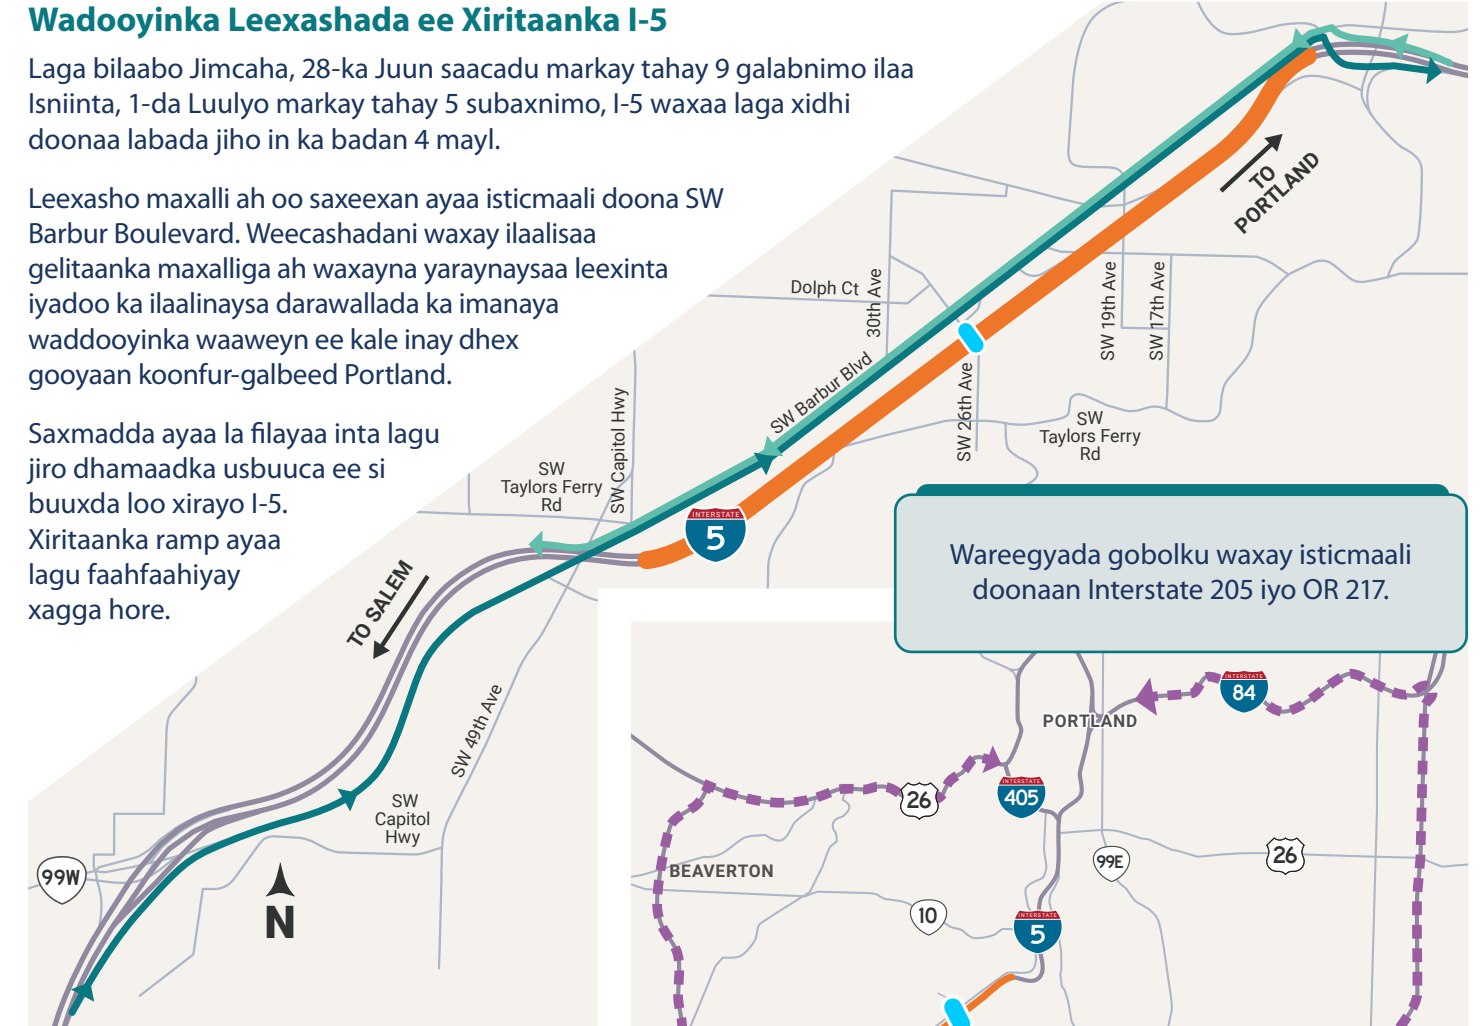 Wadooyinka Leexashada ee Xiritaanka I-5
Laga bilaabo Jimcaha, 28-ka Juun saacadu markay tahay 9 galabnimo ilaa
Isniinta, 1-da Luulyo markay tahay 5 subaxnimo, I-5 waxaa laga xidhi
doonaa labada jiho in ka badan 4 mayl.
Leexasho maxalli ah oo saxeexan ayaa isticmaali doona SW
Barbur Boulevard. Weecashadani waxay ilaalisaa
gelitaanka maxalliga ah waxayna yaraynaysaa leexinta
iyadoo ka ilaalinaysa darawallada ka imanaya
waddooyinka waaweyn ee kale inay dhex
gooyaan koonfur-galbeed Portland.
Saxmadda ayaa la filayaa inta lagu
jiro dhamaadka usbuuca ee si
buuxda loo xirayo I-5.
Xiritaanka ramp ayaa
lagu faahfaahiyay
xagga hore.
TO
PORTLAND
Dolph Ct
30th Ave
SW 19th Ave
SW 17th Ave
SW Barbur Blvd
SW 26th Ave
SW Capitol Hwy
SW
Taylors Ferry
Rd
SW
Taylors Ferry
Rd
INTERSTATE
5
TO SALEM
SW 49th Ave
SW
Capitol
Hwy
99W
N
Wareegyada gobolku waxay isticmaali
doonaan Interstate 205 iyo OR 217.
INTERSTATE
84
PORTLAND
26
INTERSTATE
405
BEAVERTON
99E
26
10
INTERSTATE
5